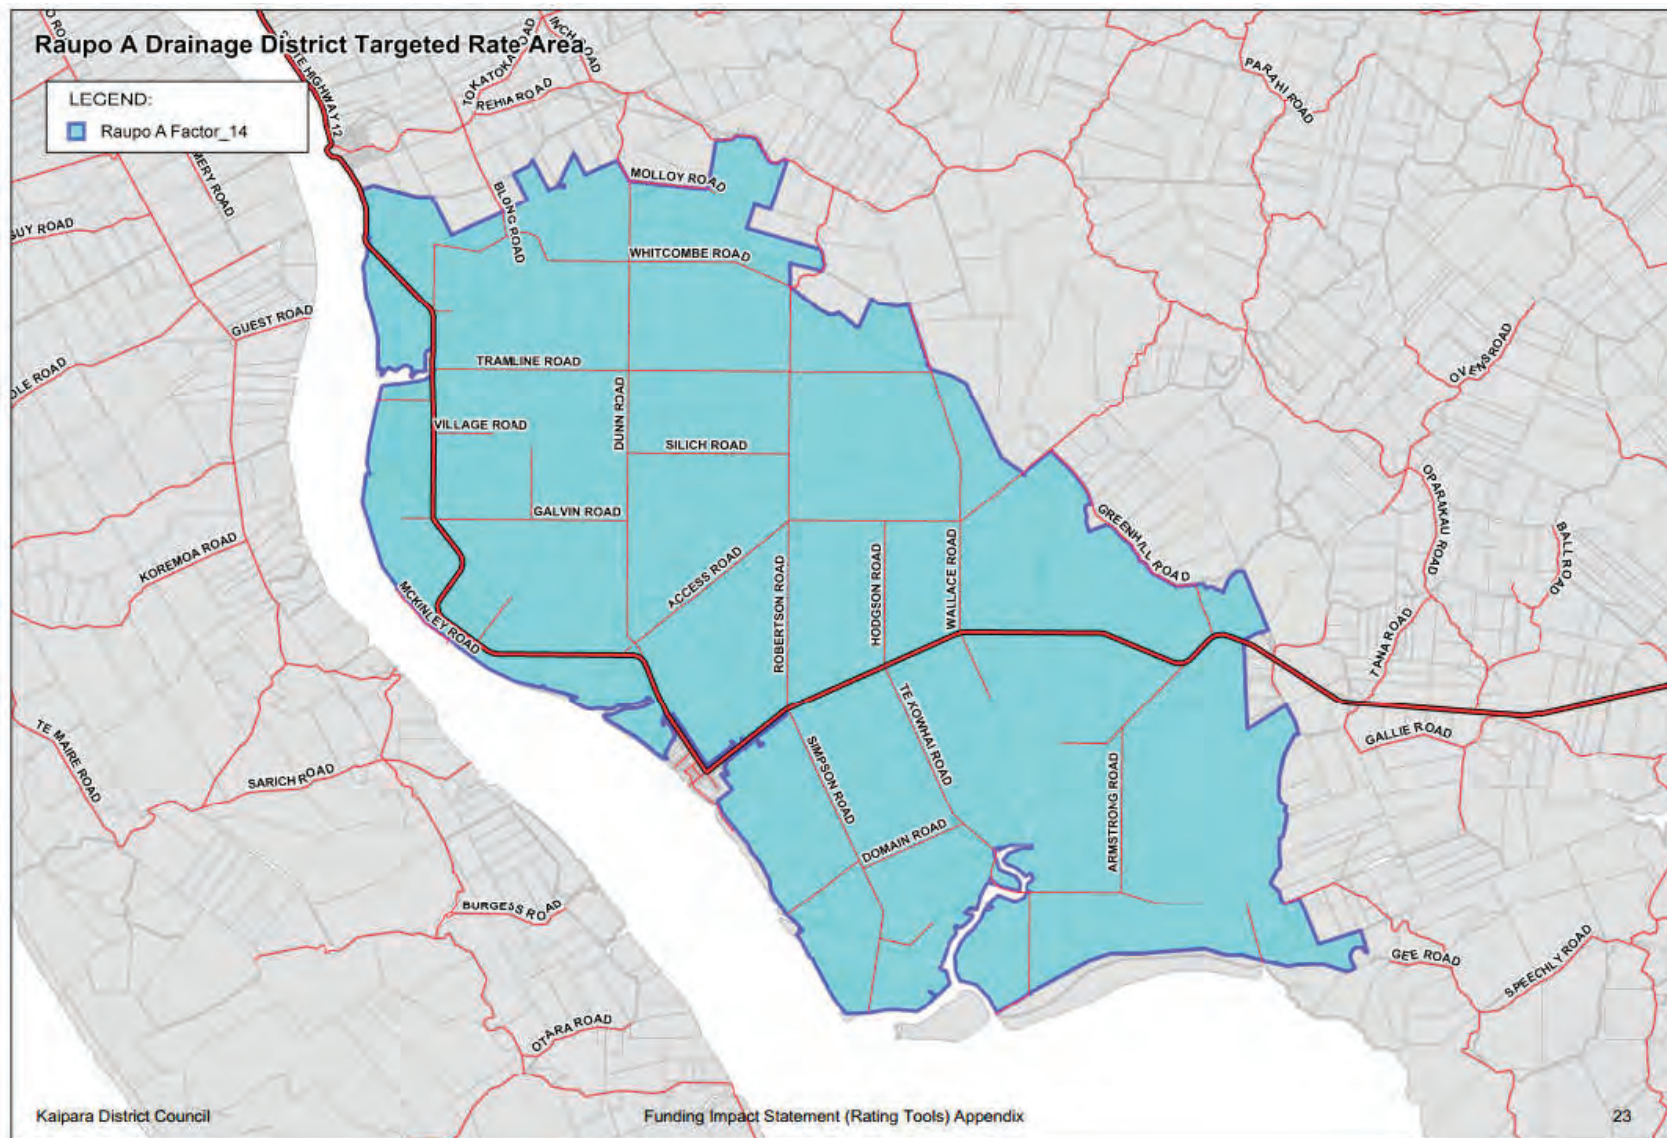 Raupo A Drainage District Targeted Rate Area
LEGEND:
Raupo A Factor_14
TOKATOKA ROAD
REHIA ROAD
PARAHI ROAD
MOLLOY ROAD
BLONG ROAD
GUY ROAD
WHITCOMBE ROAD
GUEST ROAD
TRAMLINE ROAD
OVENS ROAD
DUNN ROAD
VILLAGE ROAD
SILICH ROAD
GALVIN ROAD
OPARAKAU ROAD
BALL ROAD
GREENHILL ROAD
KOREMOA ROAD
ACCESS ROAD
ROBERTSON ROAD
HODGSON ROAD
WALLACE ROAD
MCKINLEY ROAD
TANA ROAD
TE KOWHAI ROAD
GALLIE ROAD
TE MAIRE ROAD
SARICH ROAD
SIMPSON ROAD
ARMSTRONG ROAD
DOMAIN ROAD
BURGESS ROAD
GEE ROAD
SPEECHLY ROAD
OTARA ROAD
Kaipara District Council
Funding Impact Statement (Rating Tools) Appendix
23